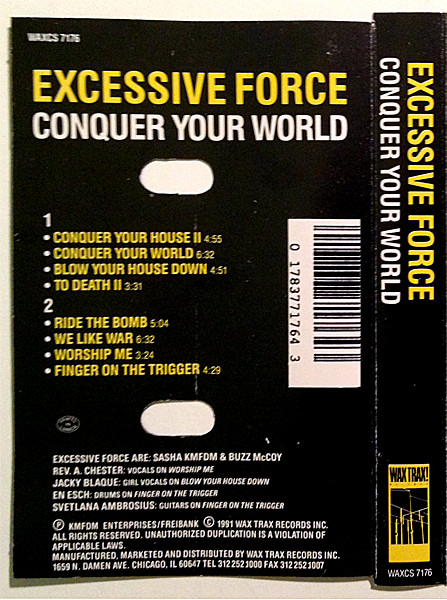 WAXCS 7176
EXCESSIVE FORCE
CONQUER YOUR WORLD
1
• CONQUER YOUR HOUSE II 4:55
• CONQUER YOUR WORLD 6:32
• BLOW YOUR HOUSE DOWN 4:51
• TO DEATH II 3:31
2
• RIDE THE BOMB 5:04
• WE LIKE WAR 6:32
• WORSHIP ME 3:24
• FINGER ON THE TRIGGER 4:29
0 1783771764 3
EXCESSIVE FORCE ARE: SASHA KMFDM & BUZZ McCOY
REV. A. CHESTER: VOCALS ON WORSHIP ME
JACKY BLAQUE: GIRL VOCALS ON BLOW YOUR HOUSE DOWN
EN ESCH: DRUMS ON FINGER ON THE TRIGGER
SVETLANA AMBROSIUS: GUITARS ON FINGER ON THE TRIGGER
Ⓟ KMFDM ENTERPRISES/FREIBANK © 1991 WAX TRAX RECORDS INC.
ALL RIGHTS RESERVED. UNAUTHORIZED DUPLICATION IS A VIOLATION OF
APPLICABLE LAWS.
MANUFACTURED, MARKETED AND DISTRIBUTED BY WAX TRAX RECORDS INC.
1659 N. DAMEN AVE. CHICAGO, IL 60647 TEL 312 252 1000 FAX 312 252 1007
EXCESSIVE FORCE
CONQUER YOUR WORLD
WAX TRAX!
WAXCS 7176